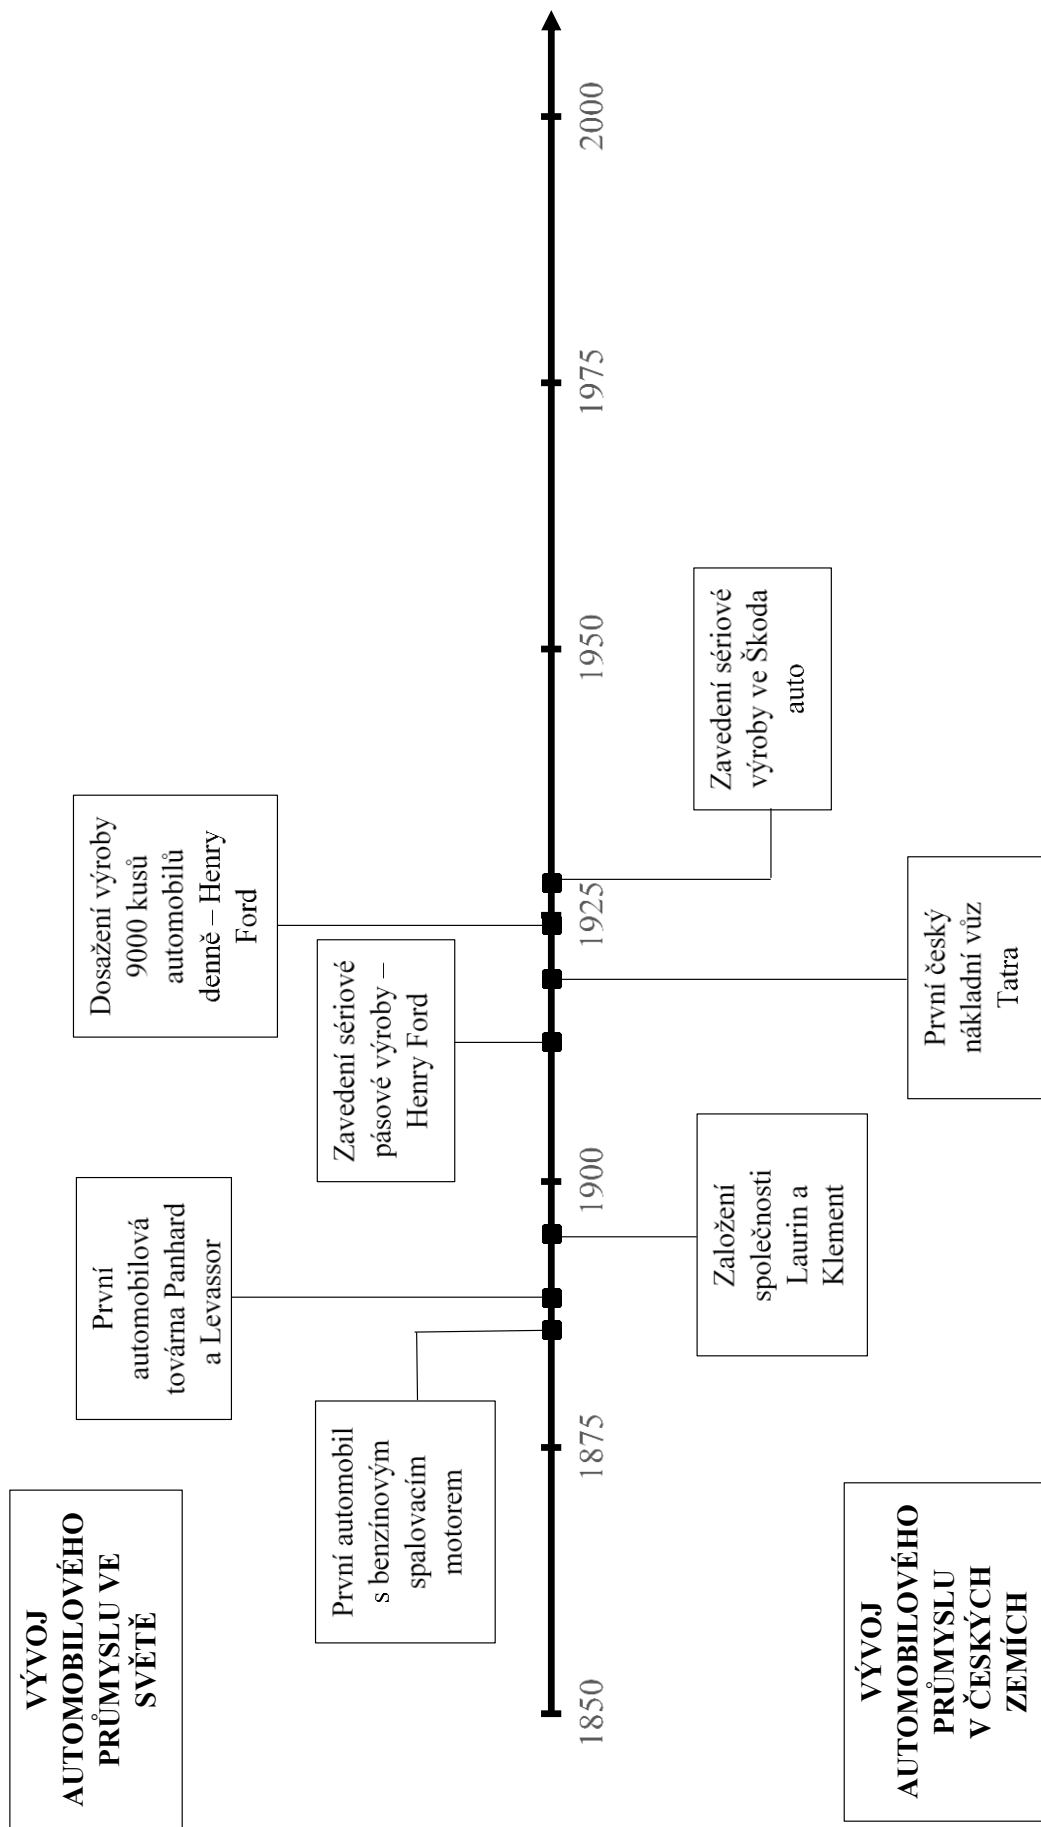 VÝVOJ
AUTOMOBILOVÉHO
PRŮMYSLU VE
SVĚTĚ
První
automobilová
továrna Panhard
a Levassor
Dosažení výroby
9000 kusů
automobilů
denně – Henry
Ford
První automobil
s benzínovým
spalovacím
motorem
Zavedení sériové
pásové výroby –
Henry Ford
1850
1875
1900
1925
1950
1975
2000
Založení
společnosti
Laurin a
Klement
Zavedení sériové
výroby ve Škoda
auto
VÝVOJ
AUTOMOBILOVÉHO
PRŮMYSLU
V ČESKÝCH
ZEMÍCH
První český
nákladní vůz
Tatra